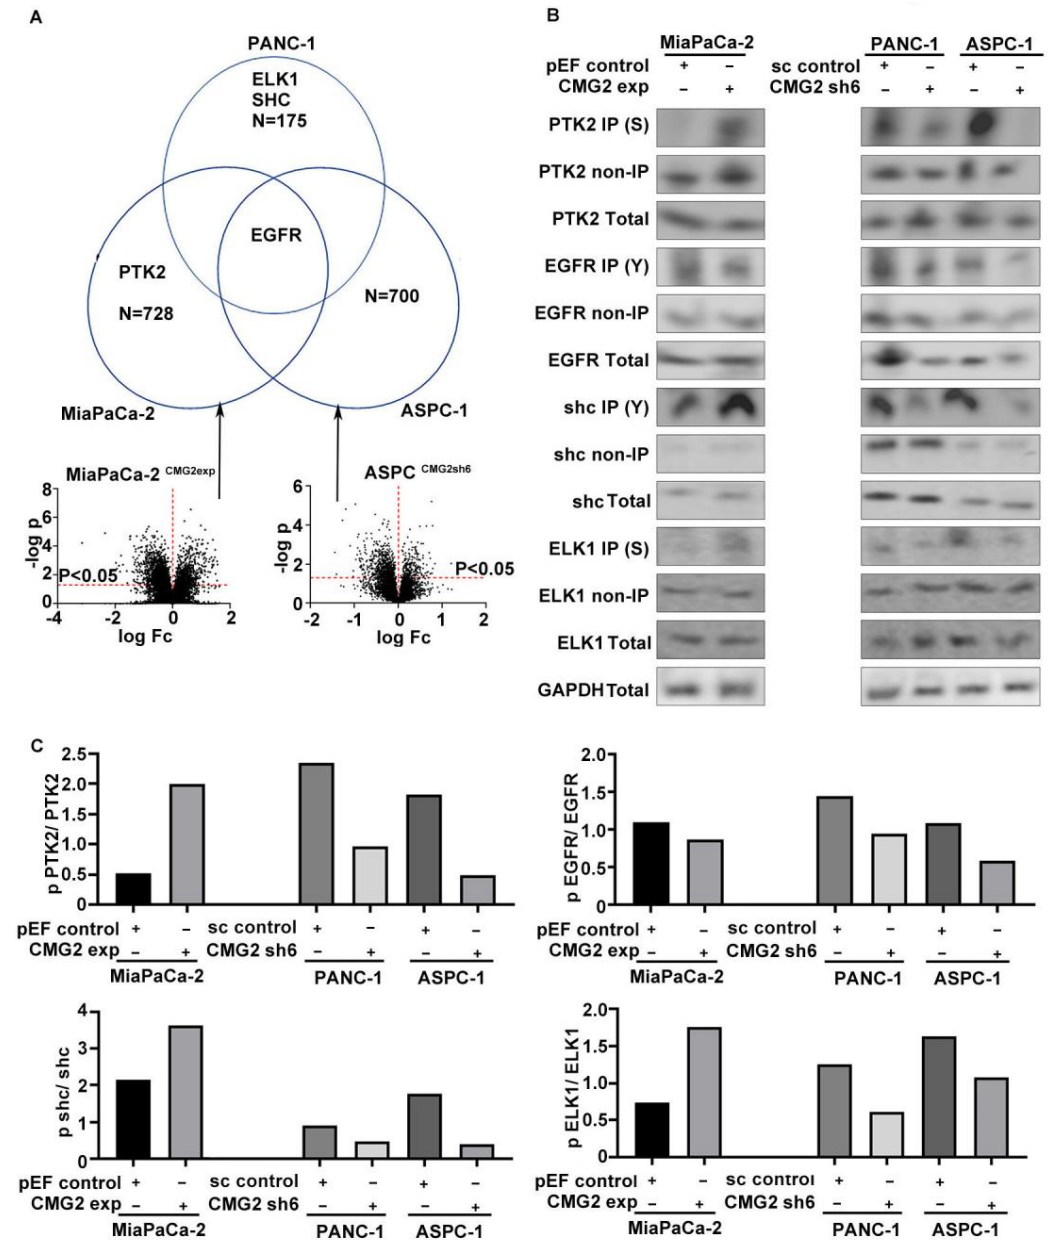 A
PANC-1
ELK1
SHC
N=175
EGFR
PTK2
N=728
N=700
MiaPaCa-2
ASPC-1
MiaPaCa-2 CMG2exp
8
6
4
2
0
-log p
P<0.05
-4 -2 0 2
log Fc
ASPC CMG2sh6
6
4
2
0
-log p
P<0.05
-2 -1 0 1 2
log Fc
B
MiaPaCa-2 PANC-1 ASPC-1
pEF control + – sc control + – + –
CMG2 exp – + CMG2 sh6 – + – +
PTK2 IP (S)
PTK2 non-IP
PTK2 Total
EGFR IP (Y)
EGFR non-IP
EGFR Total
shc IP (Y)
shc non-IP
shc Total
ELK1 IP (S)
ELK1 non-IP
ELK1 Total
GAPDH Total
C
p PTK2/ PTK2
2.5
2.0
1.5
1.0
0.5
0
pEF control + – sc control + – + –
CMG2 exp – + CMG2 sh6 – + – +
MiaPaCa-2 PANC-1 ASPC-1
p EGFR/ EGFR
2.0
1.5
1.0
0.5
0
pEF control + – sc control + – + –
CMG2 exp – + CMG2 sh6 – + – +
MiaPaCa-2 PANC-1 ASPC-1
p shc/ shc
4
3
2
1
0
pEF control + – sc control + – + –
CMG2 exp – + CMG2 sh6 – + – +
MiaPaCa-2 PANC-1 ASPC-1
p ELK1/ ELK1
2.0
1.5
1.0
0.5
0
pEF control + – sc control + – + –
CMG2 exp – + CMG2 sh6 – + – +
MiaPaCa-2 PANC-1 ASPC-1